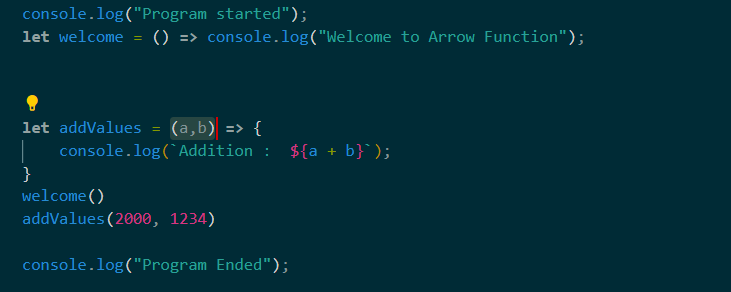 console.log("Program started");
let welcome = () => console.log("Welcome to Arrow Function");
let addValues = (a,b) => {
    console.log(`Addition :  ${a + b}`);
}
welcome()
addValues(2000, 1234)
console.log("Program Ended");